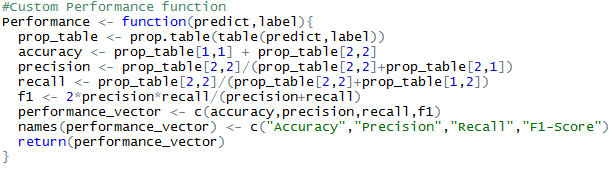 #Custom Performance function
Performance <- function(predict,label){
  prop_table <- prop.table(table(predict,label))
  accuracy <- prop_table[1,1] + prop_table[2,2]
  precision <- prop_table[2,2]/(prop_table[2,2]+prop_table[2,1])
  recall <- prop_table[2,2]/(prop_table[2,2]+prop_table[1,2])
  f1 <- 2*precision*recall/(precision+recall)
  performance_vector <- c(accuracy,precision,recall,f1)
  names(performance_vector) <- c("Accuracy","Precision","Recall","F1-Score")
  return(performance_vector)
}